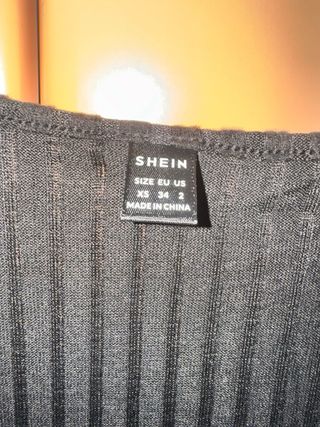 SHEIN
SIZE EU US
XS 34 2
MADE IN CHINA